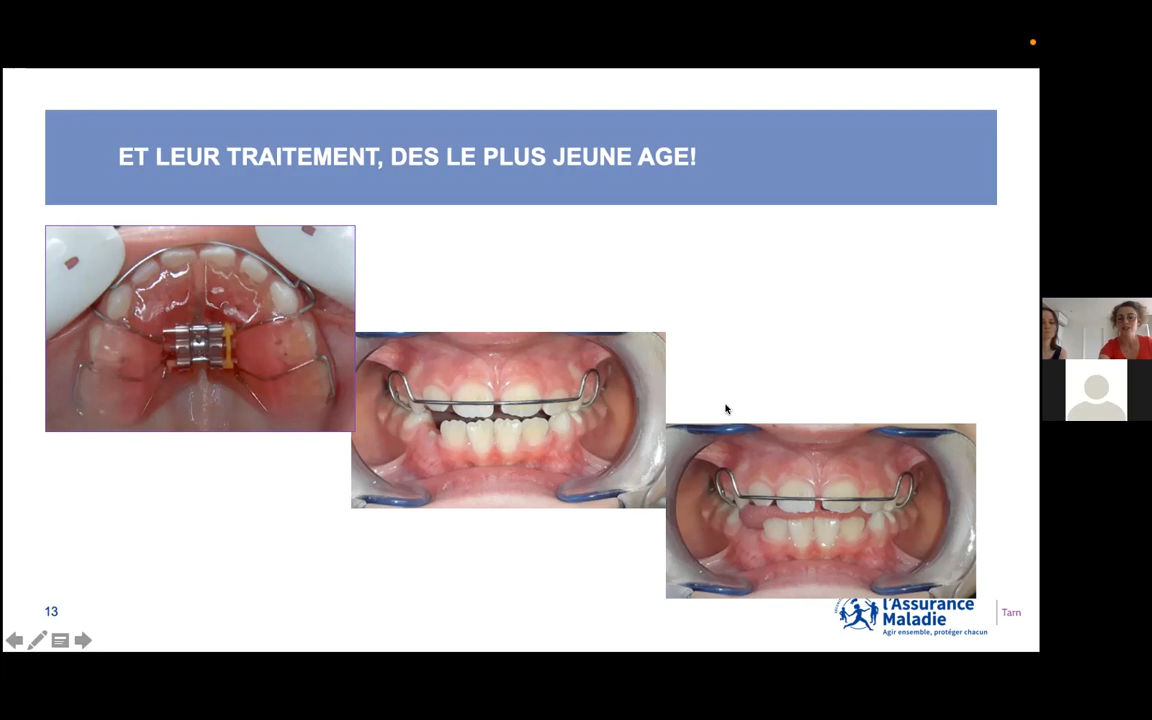 ET LEUR TRAITEMENT, DES LE PLUS JEUNE AGE!
13
l'Assurance
Maladie
Agir ensemble, protéger chacun
Tarn